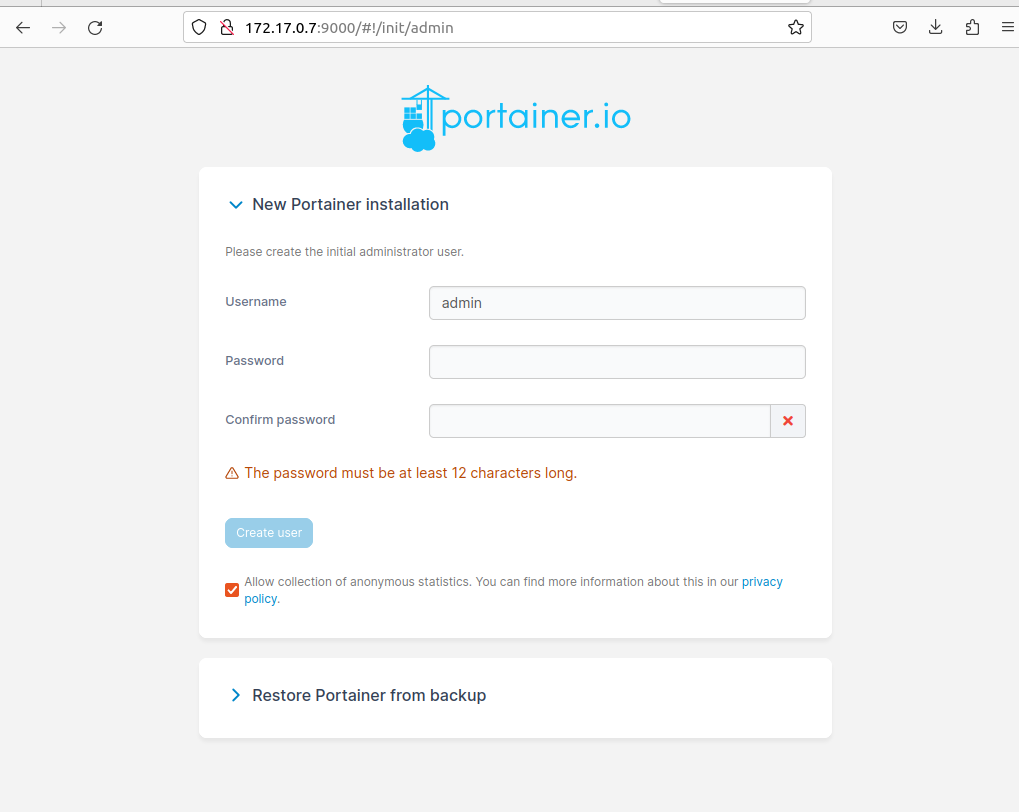 172.17.0.7:9000/#!/init/admin
portainer.io
New Portainer installation
Please create the initial administrator user.
Username
admin
Password
Confirm password
The password must be at least 12 characters long.
Create user
Allow collection of anonymous statistics. You can find more information about this in our privacy
policy.
Restore Portainer from backup